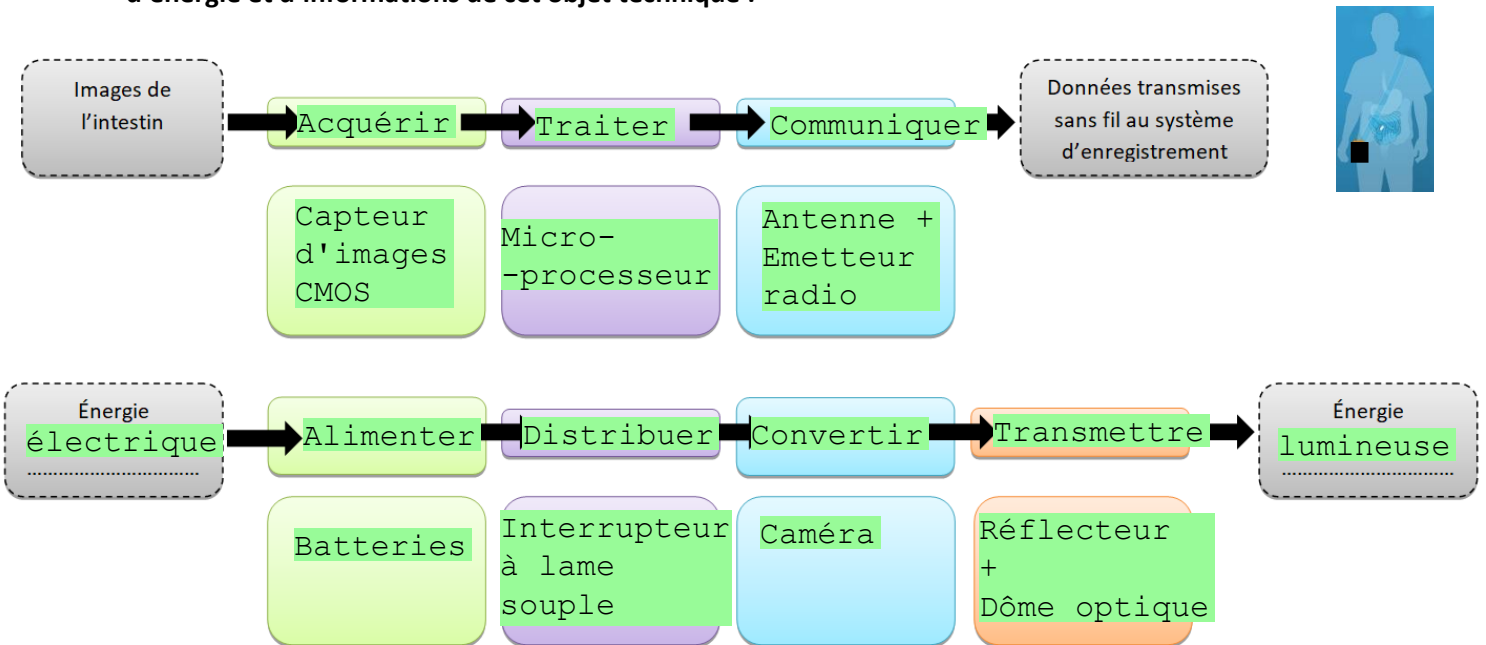 d'énergie et d'informations de cet objet technique :
Images de
l'intestin
Acquérir
Traiter
Communiquer
Données transmises
sans fil au système
d'enregistrement
Capteur
d'images
CMOS
Micro-
-processeur
Antenne +
Emetteur
radio
Énergie
électrique
Alimenter
Distribuer
Convertir
Transmettre
Énergie
lumineuse
Batteries
Interrupteur
à lame
souple
Caméra
Réflecteur
+
Dôme optique